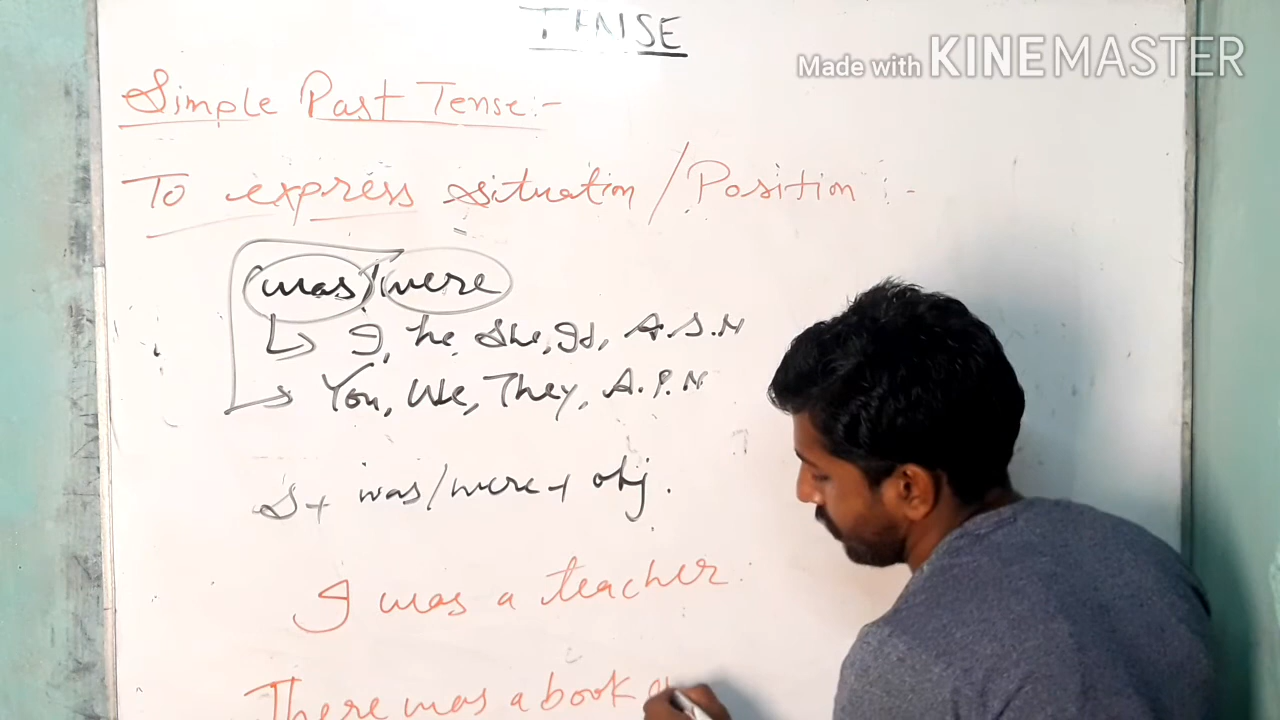 TENSE
Made with KINEMASTER
Simple Past Tense:-
To express situation / Position :-
was / were
I, he, She, It, A.S.N
You, We, They, A.P.N
S+ was/were + obj.
I was a teacher
There was a book